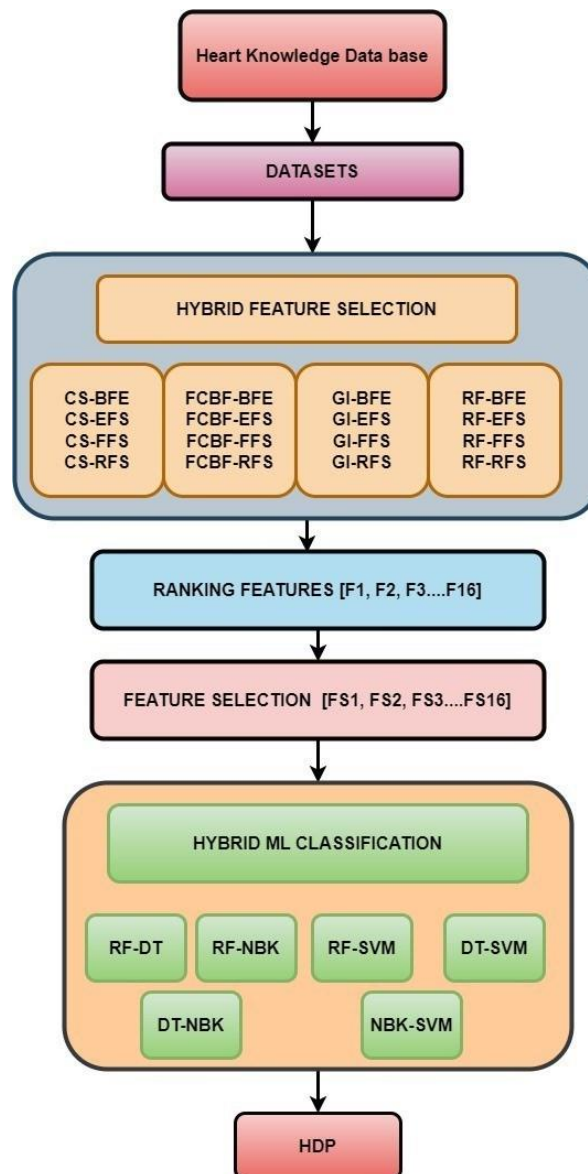 Heart Knowledge Data base
DATASETS
HYBRID FEATURE SELECTION
CS-BFE
CS-EFS
CS-FFS
CS-RFS
FCBF-BFE
FCBF-EFS
FCBF-FFS
FCBF-RFS
GI-BFE
GI-EFS
GI-FFS
GI-RFS
RF-BFE
RF-EFS
RF-FFS
RF-RFS
RANKING FEATURES [F1, F2, F3....F16]
FEATURE SELECTION [FS1, FS2, FS3....FS16]
HYBRID ML CLASSIFICATION
RF-DT
RF-NBK
RF-SVM
DT-SVM
DT-NBK
NBK-SVM
HDP